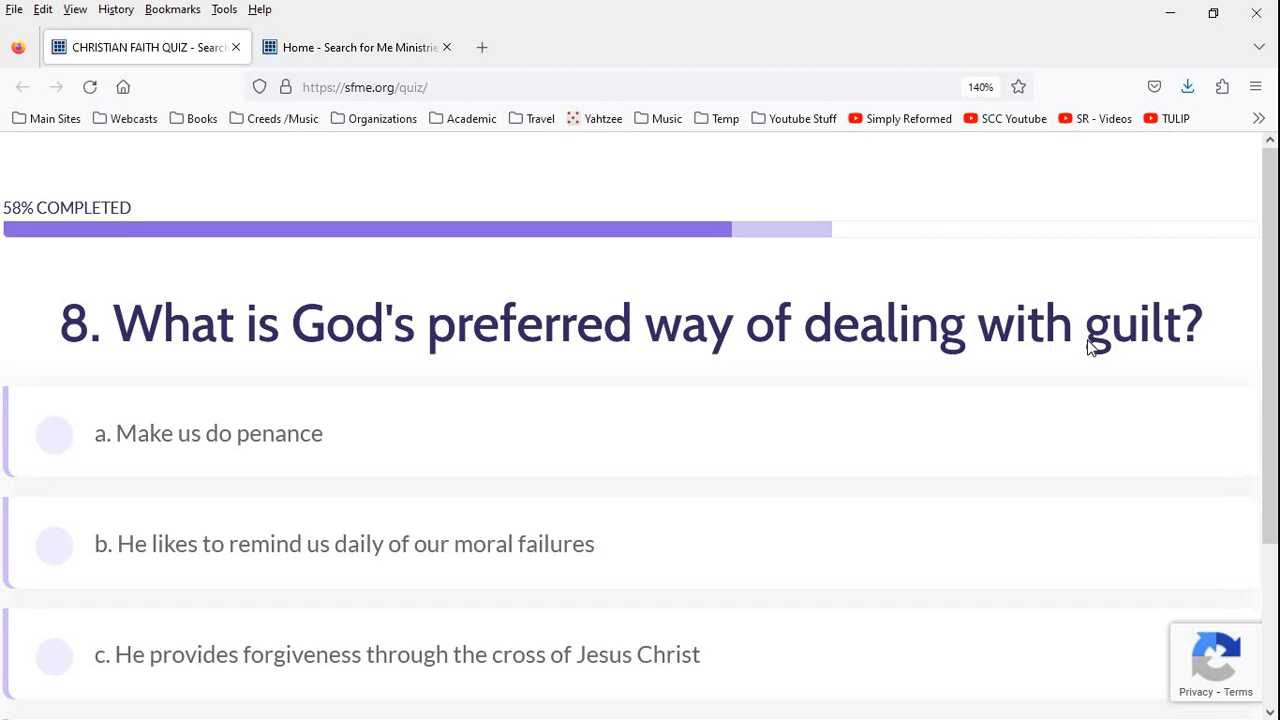 File Edit View History Bookmarks Tools Help
CHRISTIAN FAITH QUIZ - Searc
Home - Search for Me Ministrie
https://sfme.org/quiz/
140%
Main Sites Webcasts Books Creeds /Music Organizations Academic Travel Yahtzee Music Temp Youtube Stuff Simply Reformed SCC Youtube SR - Videos TULIP
58% COMPLETED
8. What is God's preferred way of dealing with guilt?
a. Make us do penance
b. He likes to remind us daily of our moral failures
c. He provides forgiveness through the cross of Jesus Christ
Privacy - Terms